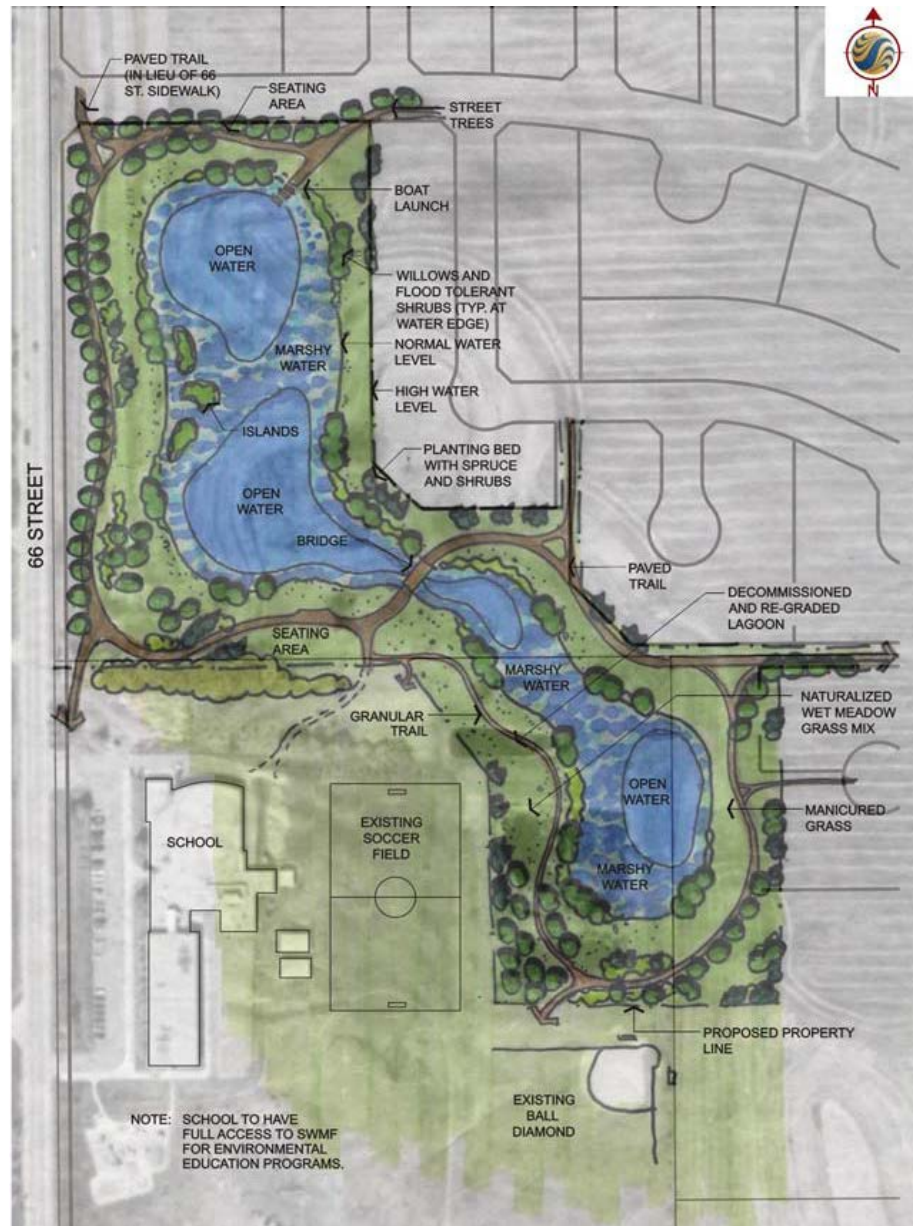 PAVED TRAIL
(IN LIEU OF 66
ST. SIDEWALK)
SEATING
AREA
STREET
TREES
N
BOAT
LAUNCH
OPEN
WATER
WILLOWS AND
FLOOD TOLERANT
SHRUBS (TYP. AT
WATER EDGE)
MARSHY
WATER
NORMAL WATER
LEVEL
HIGH WATER
LEVEL
ISLANDS
PLANTING BED
WITH SPRUCE
AND SHRUBS
OPEN
WATER
BRIDGE
66 STREET
PAVED
TRAIL
DECOMMISSIONED
AND RE-GRADED
LAGOON
SEATING
AREA
MARSHY
WATER
NATURALIZED
WET MEADOW
GRASS MIX
GRANULAR
TRAIL
OPEN
WATER
MANICURED
GRASS
SCHOOL
EXISTING
SOCCER
FIELD
MARSHY
WATER
PROPOSED PROPERTY
LINE
EXISTING
BALL
DIAMOND
NOTE: SCHOOL TO HAVE
FULL ACCESS TO SWMF
FOR ENVIRONMENTAL
EDUCATION PROGRAMS.